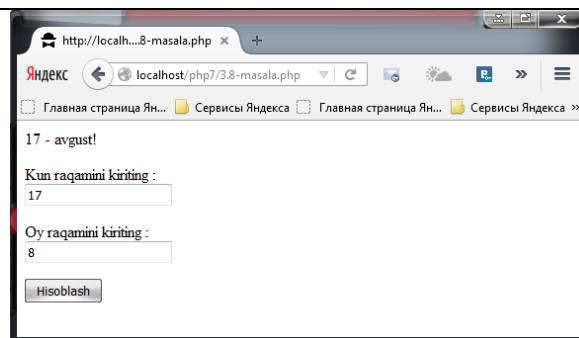 http://localh....8-masala.php
Яндекс localhost/php7/3.8-masala.php
Главная страница Ян... Сервисы Яндекса Главная страница Ян... Сервисы Яндекса »
17 - avgust!
Kun raqamini kiriting :
17
Oy raqamini kiriting :
8
Hisoblash